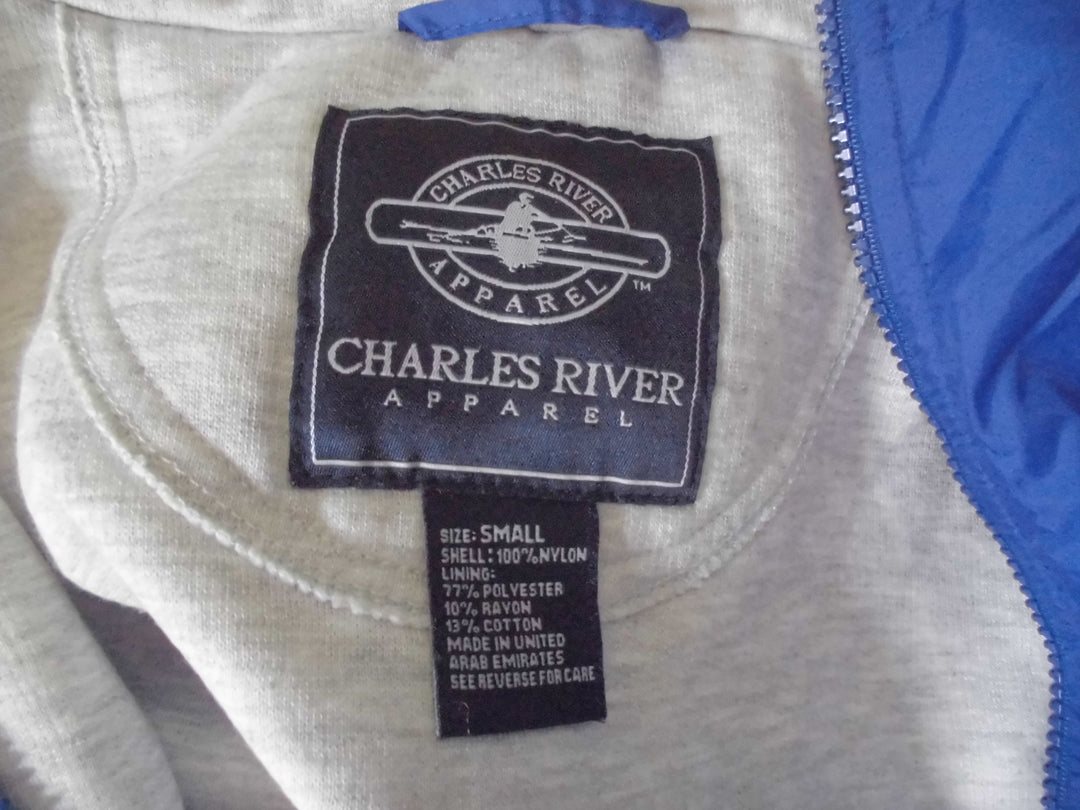 CHARLES RIVER
APPAREL
TM
CHARLES RIVER
APPAREL
SIZE: SMALL
SHELL: 100% NYLON
LINING:
77% POLYESTER
10% RAYON
13% COTTON
MADE IN UNITED
ARAB EMIRATES
SEE REVERSE FOR CARE